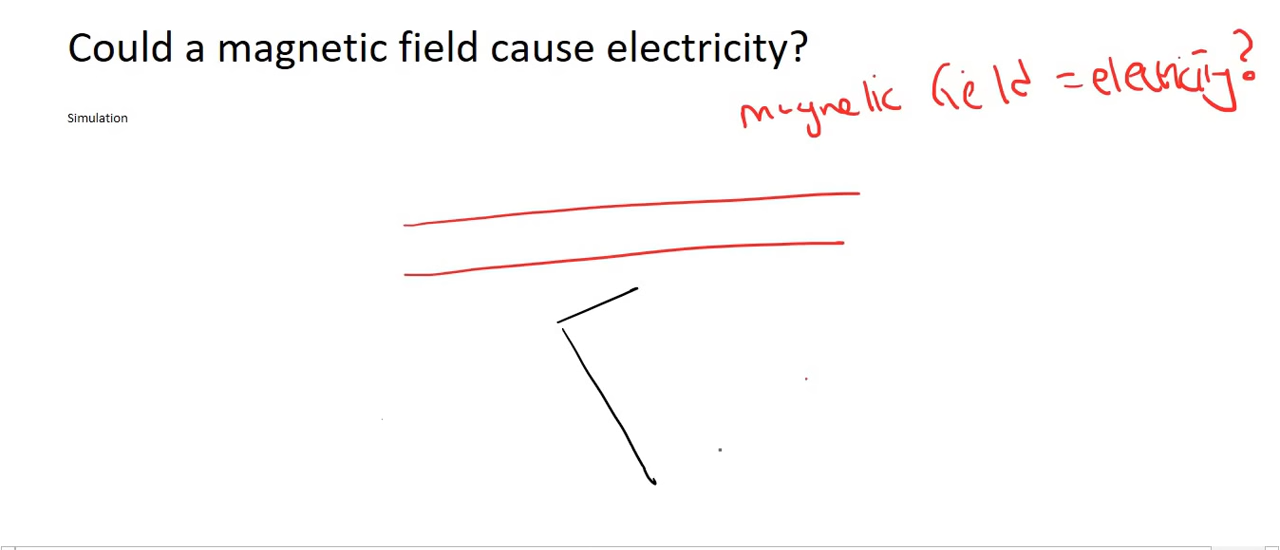 Could a magnetic field cause electricity?
magnetic field = electricity?
Simulation